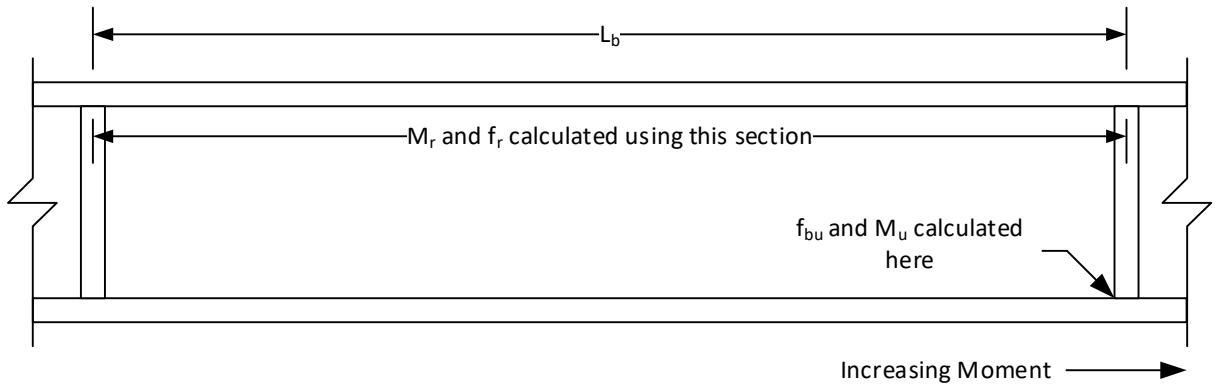 L_b
M_r and f_r calculated using this section
f_bu and M_u calculated
here
Increasing Moment